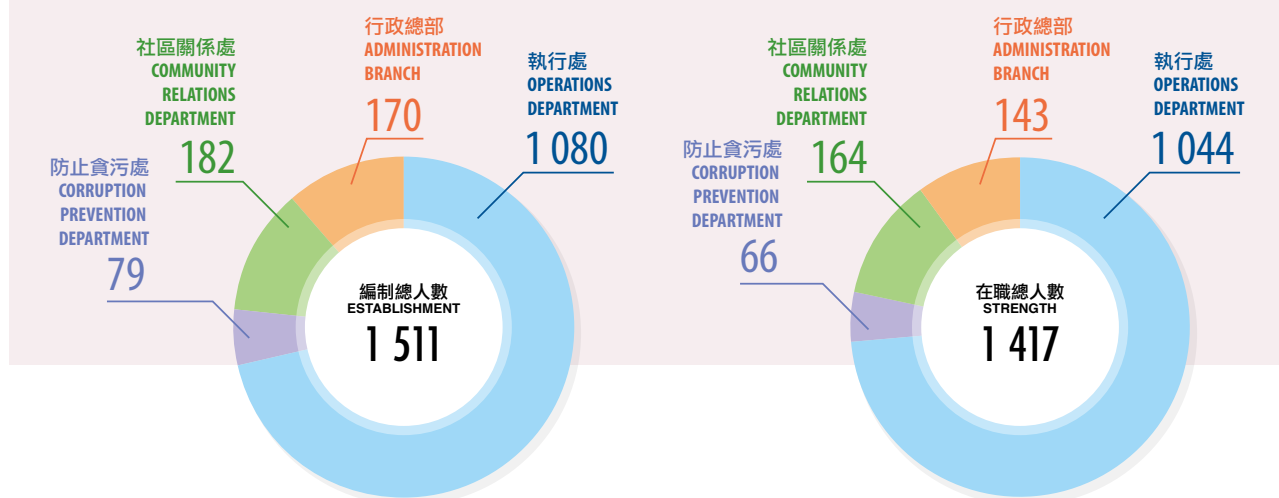 行政總部
ADMINISTRATION
BRANCH
170
社區關係處
COMMUNITY
RELATIONS
DEPARTMENT
182
執行處
OPERATIONS
DEPARTMENT
1 080
防止貪污處
CORRUPTION
PREVENTION
DEPARTMENT
79
編制總人數
ESTABLISHMENT
1 511
行政總部
ADMINISTRATION
BRANCH
143
社區關係處
COMMUNITY
RELATIONS
DEPARTMENT
164
執行處
OPERATIONS
DEPARTMENT
1 044
防止貪污處
CORRUPTION
PREVENTION
DEPARTMENT
66
在職總人數
STRENGTH
1 417